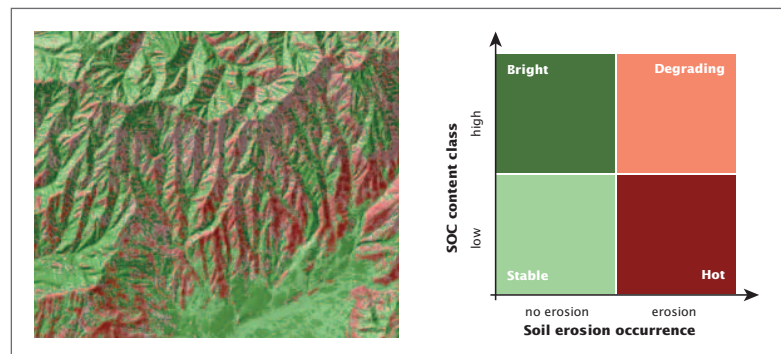 Bright
Degrading
high
SOC content class
low
Stable
Hot
no erosion
erosion
Soil erosion occurrence